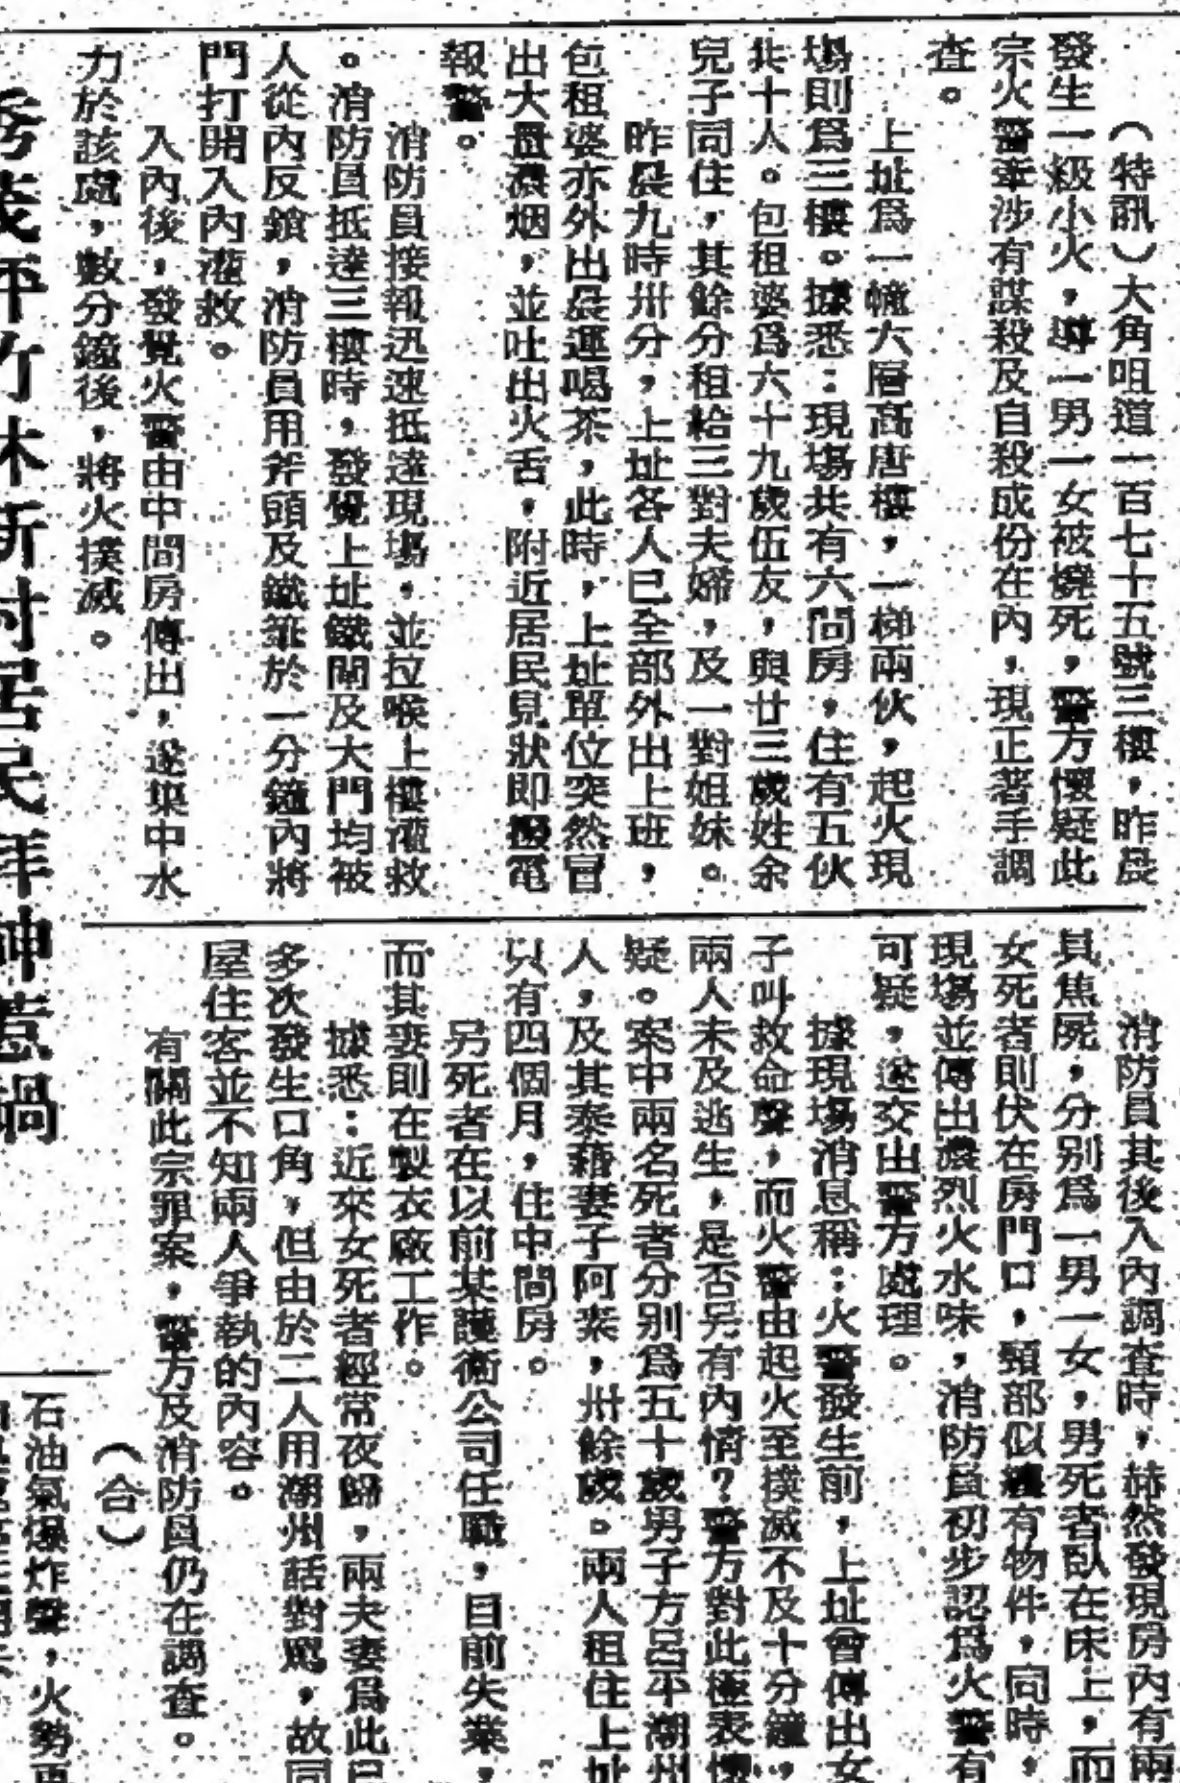 （特訊）大角咀道一百七十五號三樓，昨晨
發生一級小火，導一男一女被燒死，警方懷疑此
宗火警牽涉有謀殺及自殺成份在內，現正著手調
查。
上址爲一幢六層高唐樓，一梯兩伙，起火現
場則爲三樓。據悉：現場共有六間房，住有五伙
共十人。包租婆爲六十九歲伍友，與廿三歲姓余
兒子同住，其餘分租給三對夫婦，及一對姐妹。
昨晨九時卅分，上址各人已全部外出上班，
包租婆亦外出晨運喝茶，此時，上址單位突然冒
出大量濃烟，並吐出火舌，附近居民見狀即撥電
報警。
消防員接報迅速抵達現場，並拉喉上樓灌救
。消防員抵達三樓時，發覺上址鐵閘及大門均被
人從內反鎖，消防員用斧頭及鐵筆於一分鐘內將
門打開入內灌救。
入內後，發覺火警由中間房傳出，遂集中水
力於該處，數分鐘後，將火撲滅。
消防員其後入內調查時，赫然發現房內有兩
具焦屍，分別爲一男一女，男死者臥在床上，而
女死者則伏在房門口，頸部似纏有物件，同時，
現場並傳出濃烈火水味，消防員初步認爲火警有
可疑，遂交出警方處理。
據現場消息稱：火警發生前，上址曾傳出女
子叫救命聲，而火警由起火至撲滅不及十分鐘，
兩人未及逃生，是否另有內情？警方對此極表懷
疑。案中兩名死者分別爲五十歲男子方呂平潮州
人，及其泰籍妻子阿素，卅餘歲。兩人租住上址
只有四個月，住中間房。
另死者在以前某護衞公司任職，目前失業，
而其妻則在製衣廠工作。
據悉：近來女死者經常夜歸，兩夫妻爲此已
多次發生口角，但由於二人用潮州話對駡，故同
屋住客並不知兩人爭執的內容。
有關此宗罪案，警方及消防員仍在調查。
（合）
秀茂坪竹林新村居民拜神惹禍
石油氣爆炸聲，火勢更